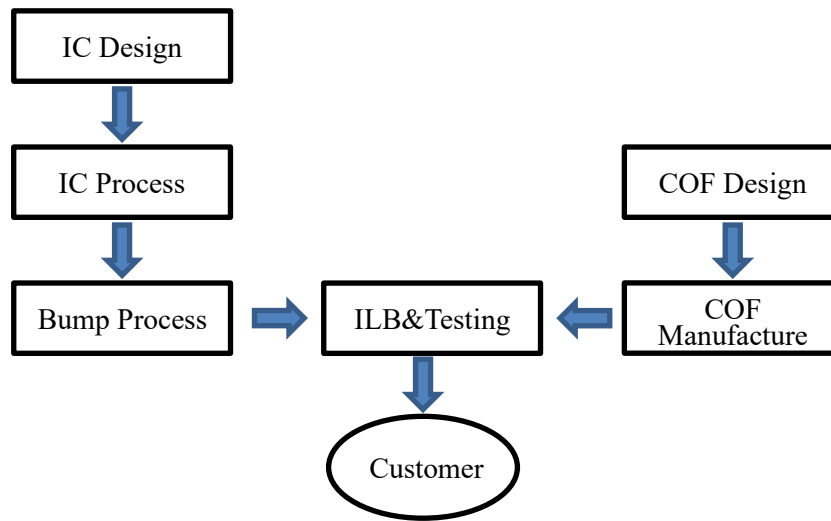 IC Design
IC Process
COF Design
Bump Process
ILB&Testing
COF
Manufacture
Customer